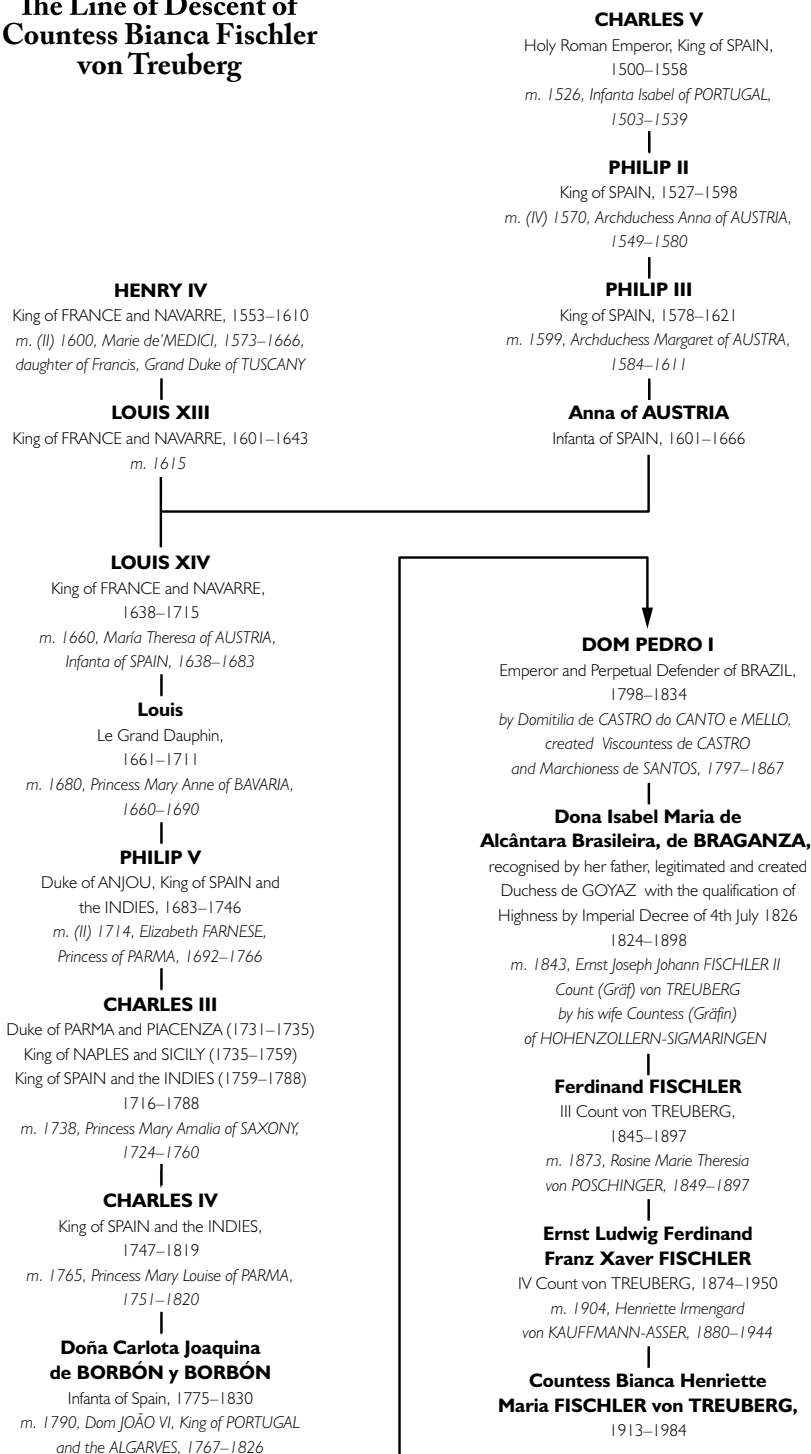 The Line of Descent of
Countess Bianca Fischler
von Treuberg
HENRY IV
King of FRANCE and NAVARRE, 1553–1610
m. (II) 1600, Marie de'MEDICI, 1573–1666,
daughter of Francis, Grand Duke of TUSCANY
LOUIS XIII
King of FRANCE and NAVARRE, 1601–1643
m. 1615
CHARLES V
Holy Roman Emperor, King of SPAIN,
1500–1558
m. 1526, Infanta Isabel of PORTUGAL,
1503–1539
PHILIP II
King of SPAIN, 1527–1598
m. (IV) 1570, Archduchess Anna of AUSTRIA,
1549–1580
PHILIP III
King of SPAIN, 1578–1621
m. 1599, Archduchess Margaret of AUSTRA,
1584–1611
Anna of AUSTRIA
Infanta of SPAIN, 1601–1666
LOUIS XIV
King of FRANCE and NAVARRE,
1638–1715
m. 1660, María Theresa of AUSTRIA,
Infanta of SPAIN, 1638–1683
Louis
Le Grand Dauphin,
1661–1711
m. 1680, Princess Mary Anne of BAVARIA,
1660–1690
PHILIP V
Duke of ANJOU, King of SPAIN and
the INDIES, 1683–1746
m. (II) 1714, Elizabeth FARNESE,
Princess of PARMA, 1692–1766
CHARLES III
Duke of PARMA and PIACENZA (1731–1735)
King of NAPLES and SICILY (1735–1759)
King of SPAIN and the INDIES (1759–1788)
1716–1788
m. 1738, Princess Mary Amalia of SAXONY,
1724–1760
CHARLES IV
King of SPAIN and the INDIES,
1747–1819
m. 1765, Princess Mary Louise of PARMA,
1751–1820
Doña Carlota Joaquina
de BORBÓN y BORBÓN
Infanta of Spain, 1775–1830
m. 1790, Dom JOÃO VI, King of PORTUGAL
and the ALGARVES, 1767–1826
DOM PEDRO I
Emperor and Perpetual Defender of BRAZIL,
1798–1834
by Domitilia de CASTRO do CANTO e MELLO,
created Viscountess de CASTRO
and Marchioness de SANTOS, 1797–1867
Dona Isabel Maria de
Alcântara Brasileira, de BRAGANZA,
recognised by her father, legitimated and created
Duchess de GOYAZ with the qualification of
Highness by Imperial Decree of 4th July 1826
1824–1898
m. 1843, Ernst Joseph Johann FISCHLER II
Count (Gräf) von TREUBERG
by his wife Countess (Gräfin)
of HOHENZOLLERN-SIGMARINGEN
Ferdinand FISCHLER
III Count von TREUBERG,
1845–1897
m. 1873, Rosine Marie Theresia
von POSCHINGER, 1849–1897
Ernst Ludwig Ferdinand
Franz Xaver FISCHLER
IV Count von TREUBERG, 1874–1950
m. 1904, Henriette Irmengard
von KAUFFMANN-ASSER, 1880–1944
Countess Bianca Henriette
Maria FISCHLER von TREUBERG,
1913–1984